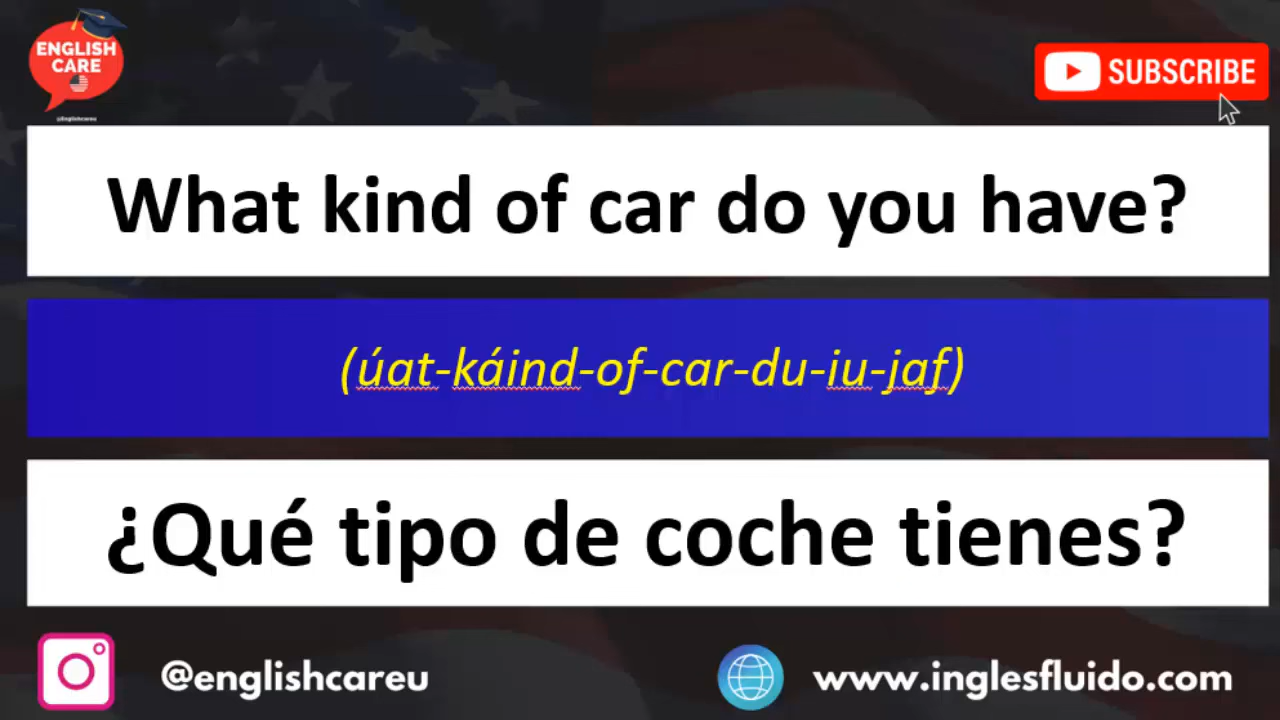 ENGLISH
CARE
@Englishcareu
SUBSCRIBE
What kind of car do you have?
(úat-káind-of-car-du-iu-jaf)
¿Qué tipo de coche tienes?
@englishcareu
www.inglesfluido.com